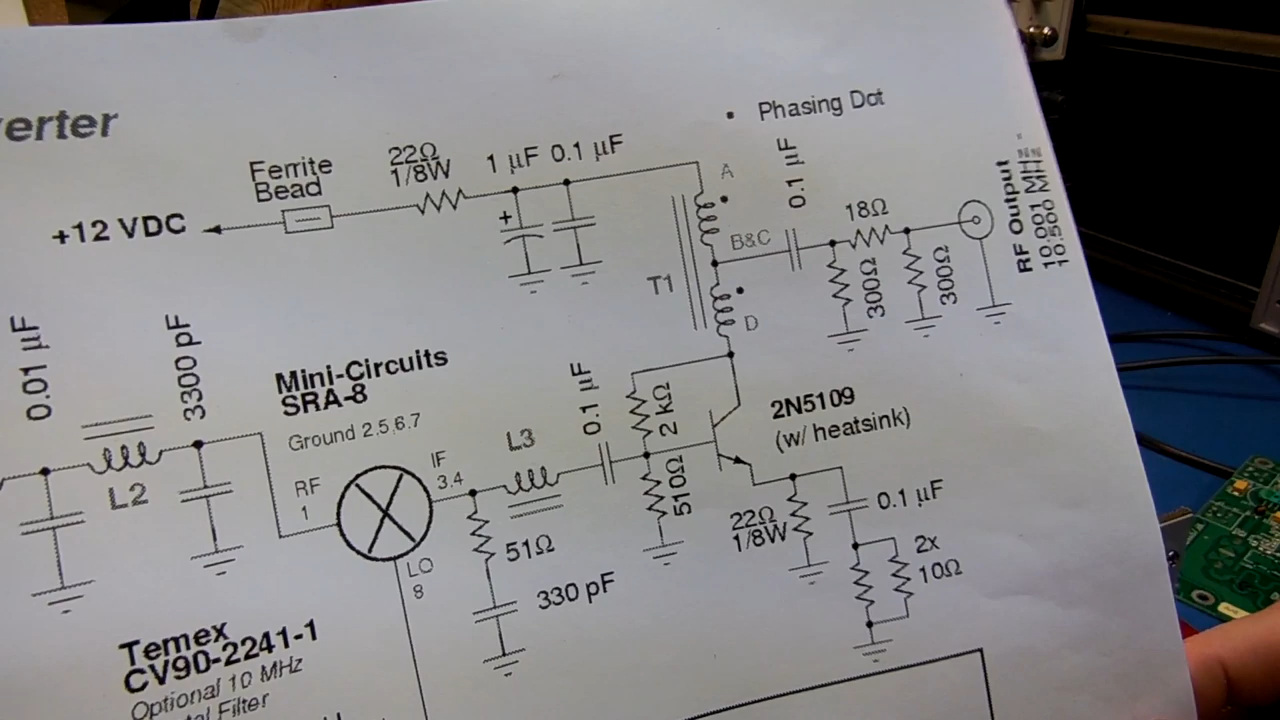 erter
Phasing Dot
Ferrite
Bead
22Ω
1/8W
1 µF
0.1 µF
+12 VDC
+
A
B&C
T1
D
0.1 µF
18Ω
300Ω
300Ω
RF Output
10.001 MHz -
10.500 MHz
0.01 µF
3300 pF
L2
Mini-Circuits
SRA-8
Ground 2,5,6,7
RF
1
IF
3.4
LO
8
L3
0.1 µF
2 kΩ
510Ω
51Ω
330 pF
2N5109
(w/ heatsink)
22Ω
1/8W
0.1 µF
2x
10Ω
Temex
CV90-2241-1
Optional 10 MHz
tal Filter